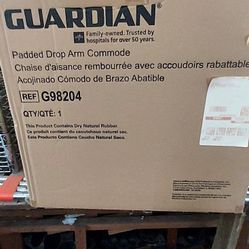 GUARDIAN®
Family-owned. Trusted by
hospitals for over 50 years.
Padded Drop Arm Commode
Chaise d'aisance rembourrée avec accoudoirs rabattable
Acojinado Cómodo de Brazo Abatible
REF G98204
QTY/QTÉ: 1
This Product Contains Dry Natural Rubber
Ce produit contient du caoutchouc naturel sec.
Este Producto Contiene Caucho Natural Seco.